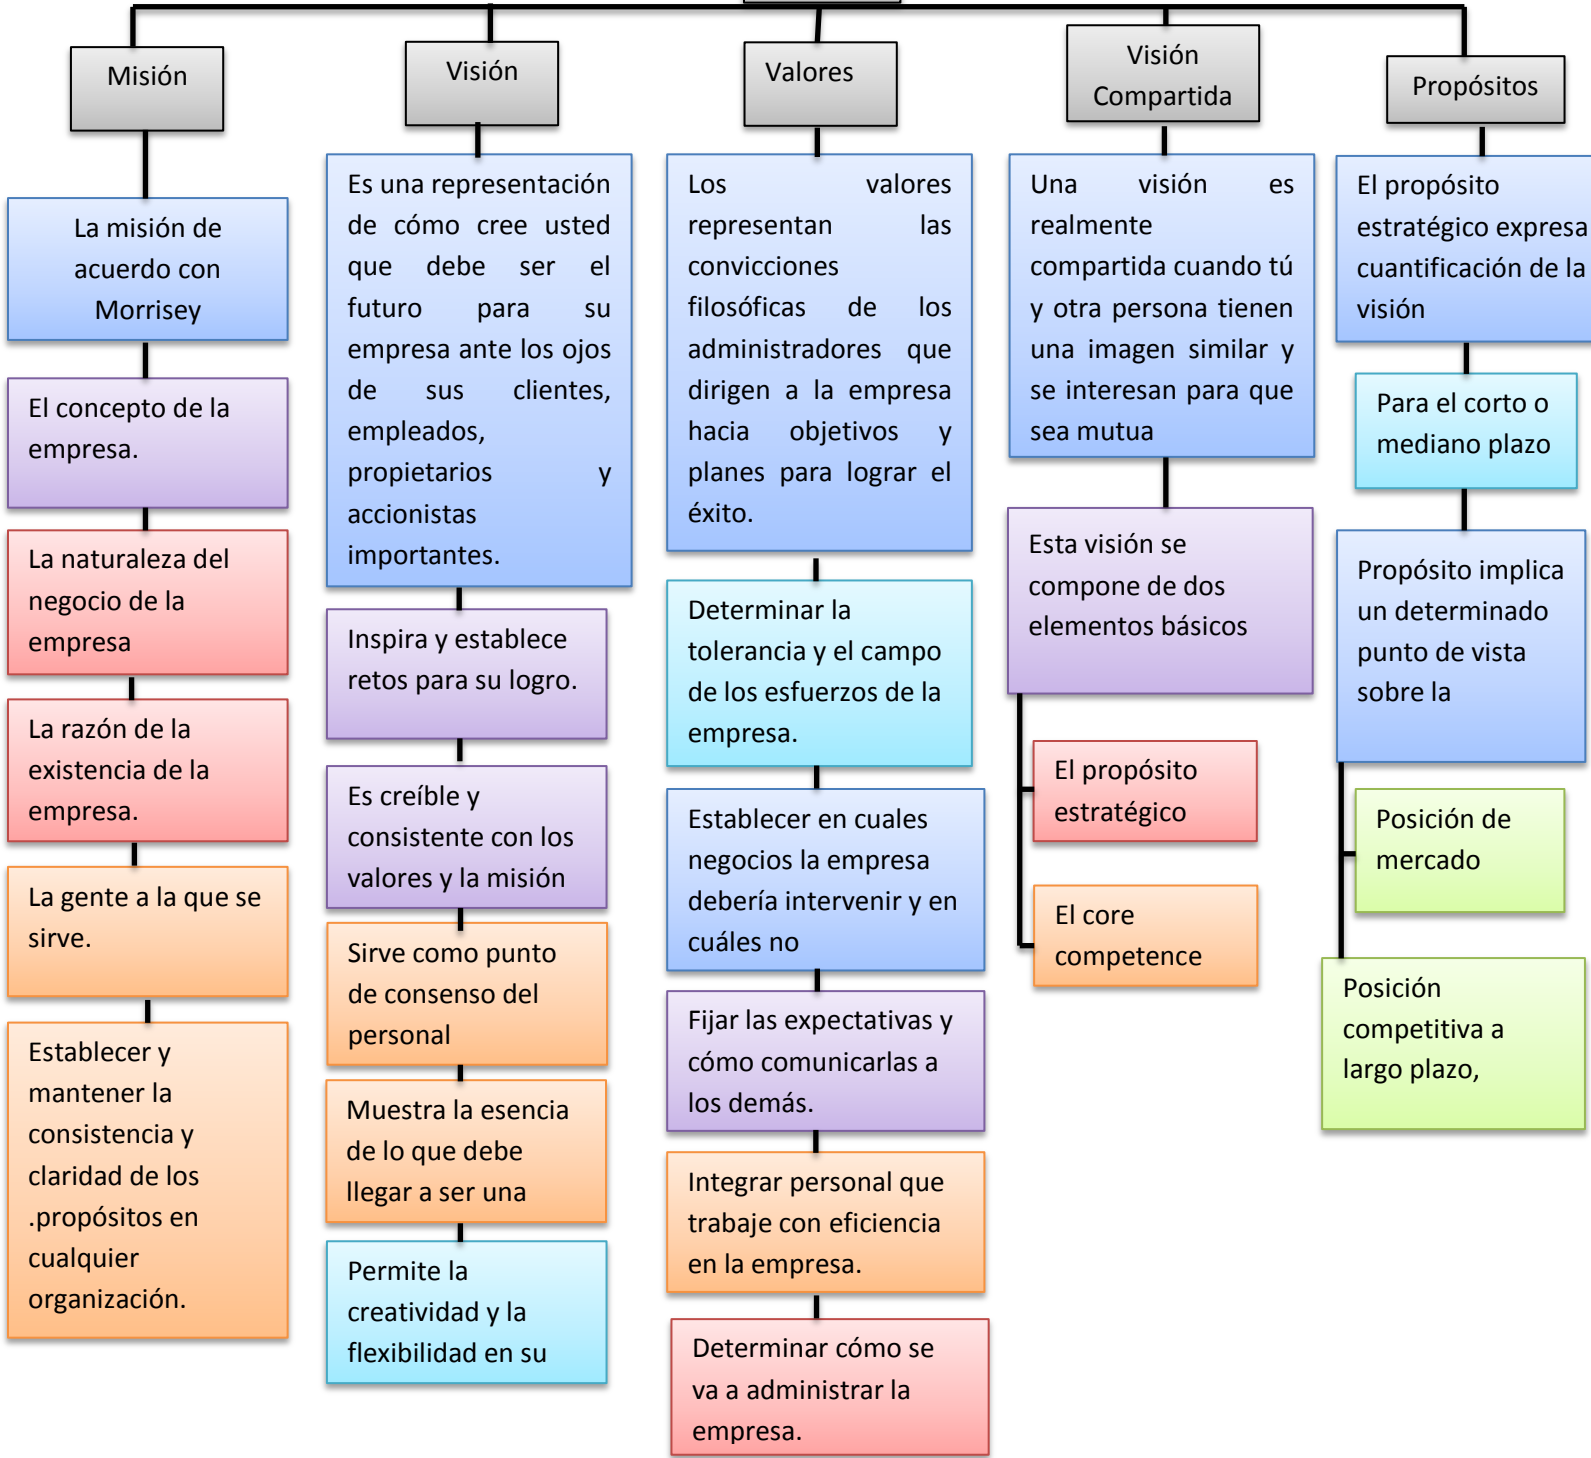 Misión
La misión de
acuerdo con
Morrisey
El concepto de la
empresa.
La naturaleza del
negocio de la
empresa
La razón de la
existencia de la
empresa.
La gente a la que se
sirve.
Establecer y
mantener la
consistencia y
claridad de los
.propósitos en
cualquier
organización.
Visión
Es una representación
de cómo cree usted
que debe ser el
futuro para su
empresa ante los ojos
de sus clientes,
empleados,
propietarios y
accionistas
importantes.
Inspira y establece
retos para su logro.
Es creíble y
consistente con los
valores y la misión
Sirve como punto
de consenso del
personal
Muestra la esencia
de lo que debe
llegar a ser una
Permite la
creatividad y la
flexibilidad en su
Valores
Los valores
representan las
convicciones
filosóficas de los
administradores que
dirigen a la empresa
hacia objetivos y
planes para lograr el
éxito.
Determinar la
tolerancia y el campo
de los esfuerzos de la
empresa.
Establecer en cuales
negocios la empresa
debería intervenir y en
cuáles no
Fijar las expectativas y
cómo comunicarlas a
los demás.
Integrar personal que
trabaje con eficiencia
en la empresa.
Determinar cómo se
va a administrar la
empresa.
Visión
Compartida
Una visión es
realmente
compartida cuando tú
y otra persona tienen
una imagen similar y
se interesan para que
sea mutua
Esta visión se
compone de dos
elementos básicos
El propósito
estratégico
El core
competence
Propósitos
El propósito
estratégico expresa
cuantificación de la
visión
Para el corto o
mediano plazo
Propósito implica
un determinado
punto de vista
sobre la
Posición de
mercado
Posición
competitiva a
largo plazo,